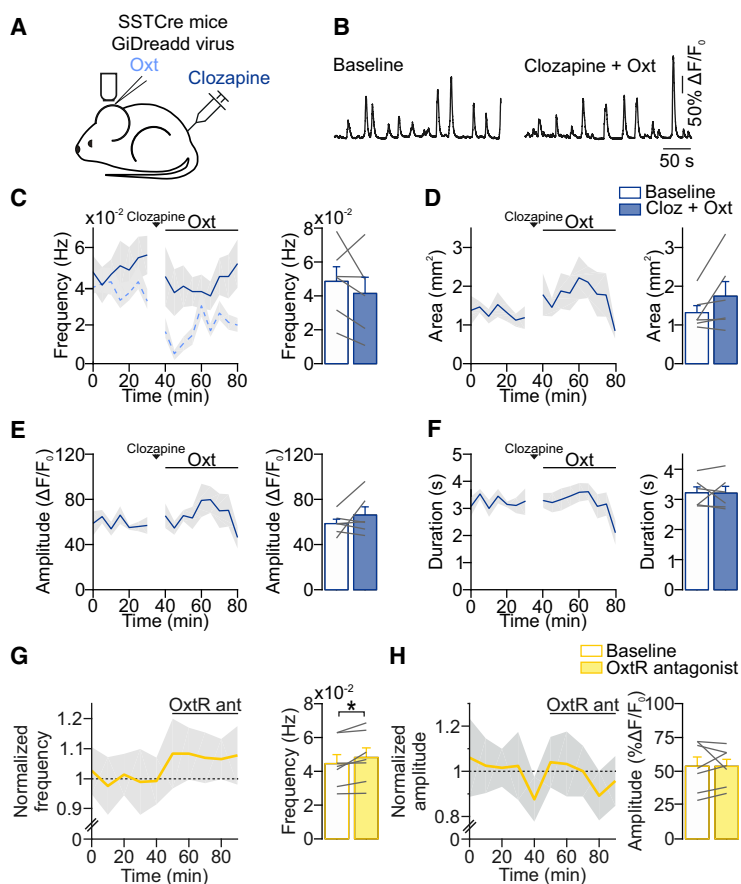 A
SSTCre mice
GiDreadd virus
Oxt
Clozapine
B
Baseline
Clozapine + Oxt
50% ΔF/F₀
50 s
C
x10⁻²
Clozapine
Oxt
Frequency (Hz)
6
4
2
0
0 20 40 60 80
Time (min)
x10⁻²
Frequency (Hz)
8
6
4
2
0
Baseline
Cloz + Oxt
D
Clozapine
Oxt
Area (mm²)
3
2
1
0
0 20 40 60 80
Time (min)
Area (mm²)
3
2
1
0
E
Clozapine
Oxt
Amplitude (ΔF/F₀)
120
80
40
0
0 20 40 60 80
Time (min)
Amplitude (ΔF/F₀)
120
80
40
0
F
Clozapine
Oxt
Duration (s)
5
4
3
2
1
0
0 20 40 60 80
Time (min)
Duration (s)
4
3
2
1
0
Baseline
OxtR antagonist
G
OxtR ant
Normalized
frequency
1.2
1.1
1
0.9
0
0 20 40 60 80
Time (min)
x10⁻²
*
Frequency (Hz)
8
6
4
2
0
H
OxtR ant
Normalized
amplitude
1.2
1
0.8
0
0 20 40 60 80
Time (min)
Amplitude (%ΔF/F₀)
100
75
50
25
0